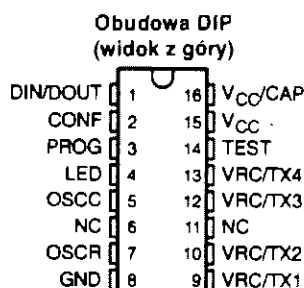 Obudowa DIP
(widok z góry)
DIN/DOUT 1 16 VCC/CAP
CONF 2 15 VCC
PROG 3 14 TEST
LED 4 13 VRC/TX4
OSCC 5 12 VRC/TX3
NC 6 11 NC
OSCR 7 10 VRC/TX2
GND 8 9 VRC/TX1